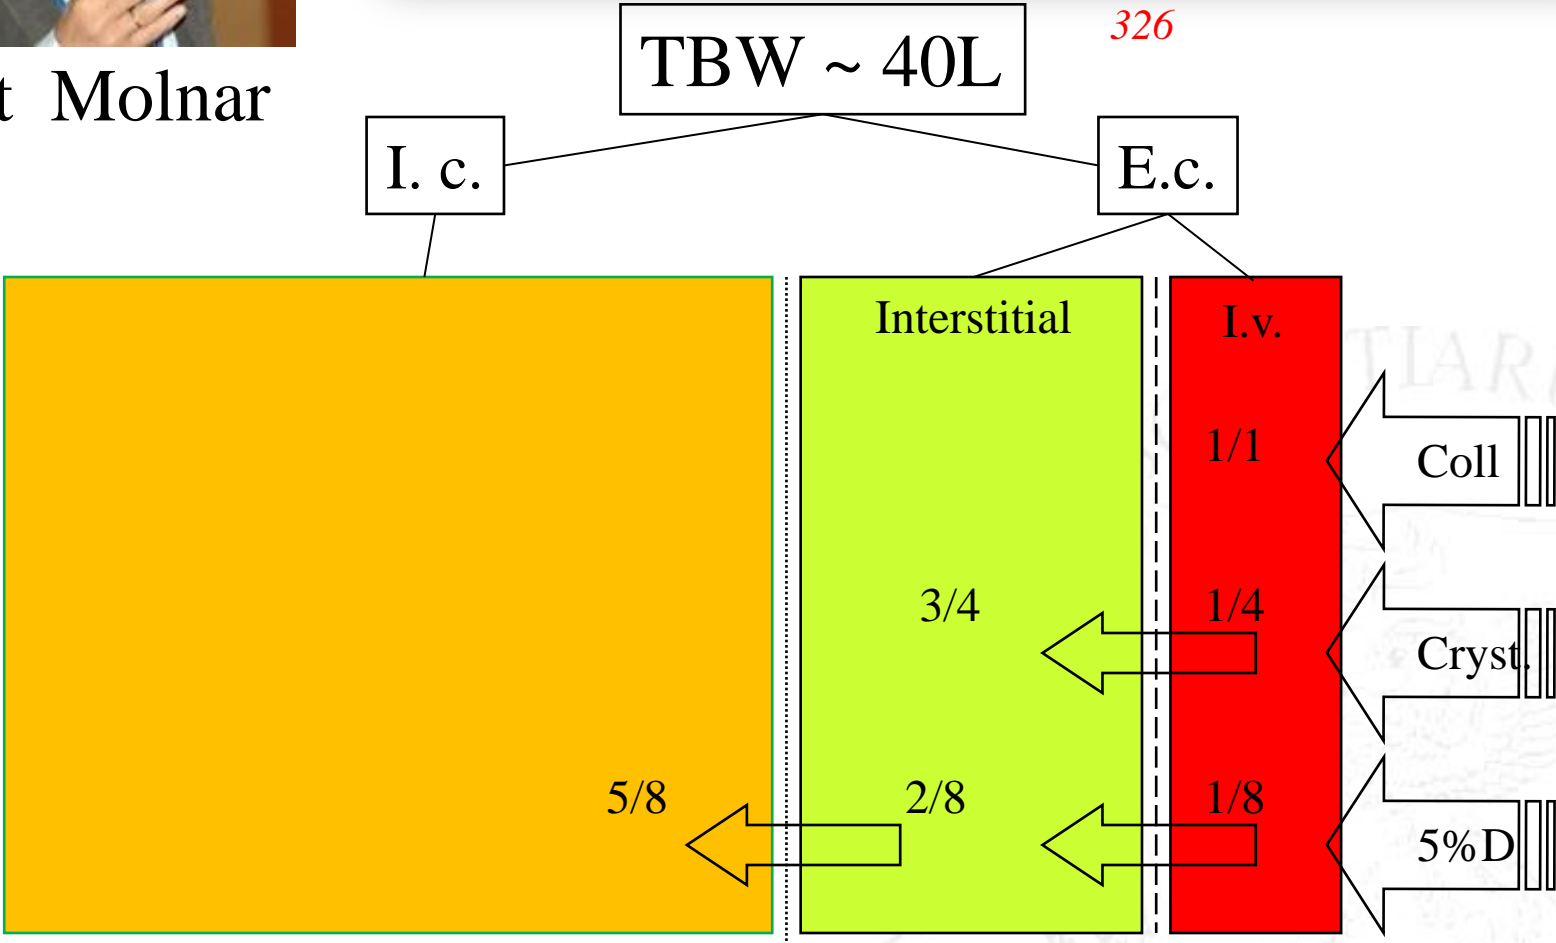 326
TBW ~ 40L
t Molnar
I. c.
E.c.
Interstitial
I.v.
1/1
Coll
3/4
1/4
Cryst.
5/8
2/8
1/8
5%D